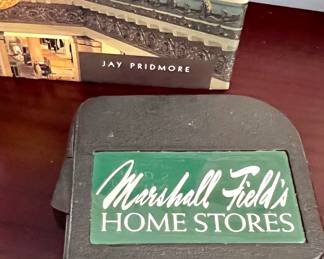 JAY PRIDMORE
Marshall Field's
HOME STORES